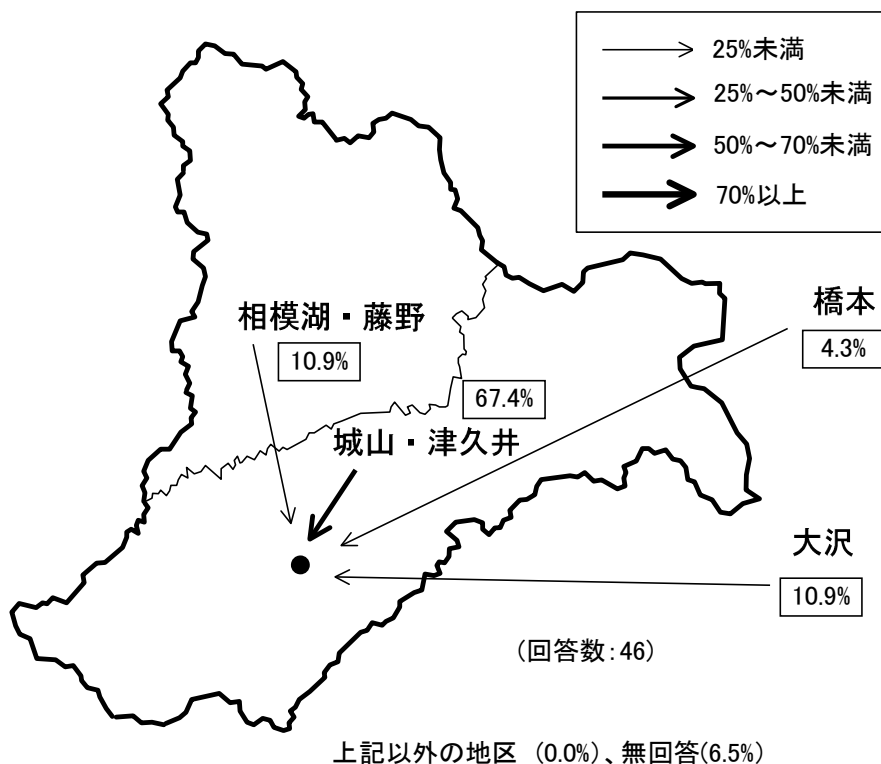 25%未満
25%～50%未満
50%～70%未満
70%以上
相模湖・藤野
10.9%
橋本
4.3%
67.4%
城山・津久井
大沢
10.9%
（回答数：46）
上記以外の地区 (0.0%)、無回答(6.5%)